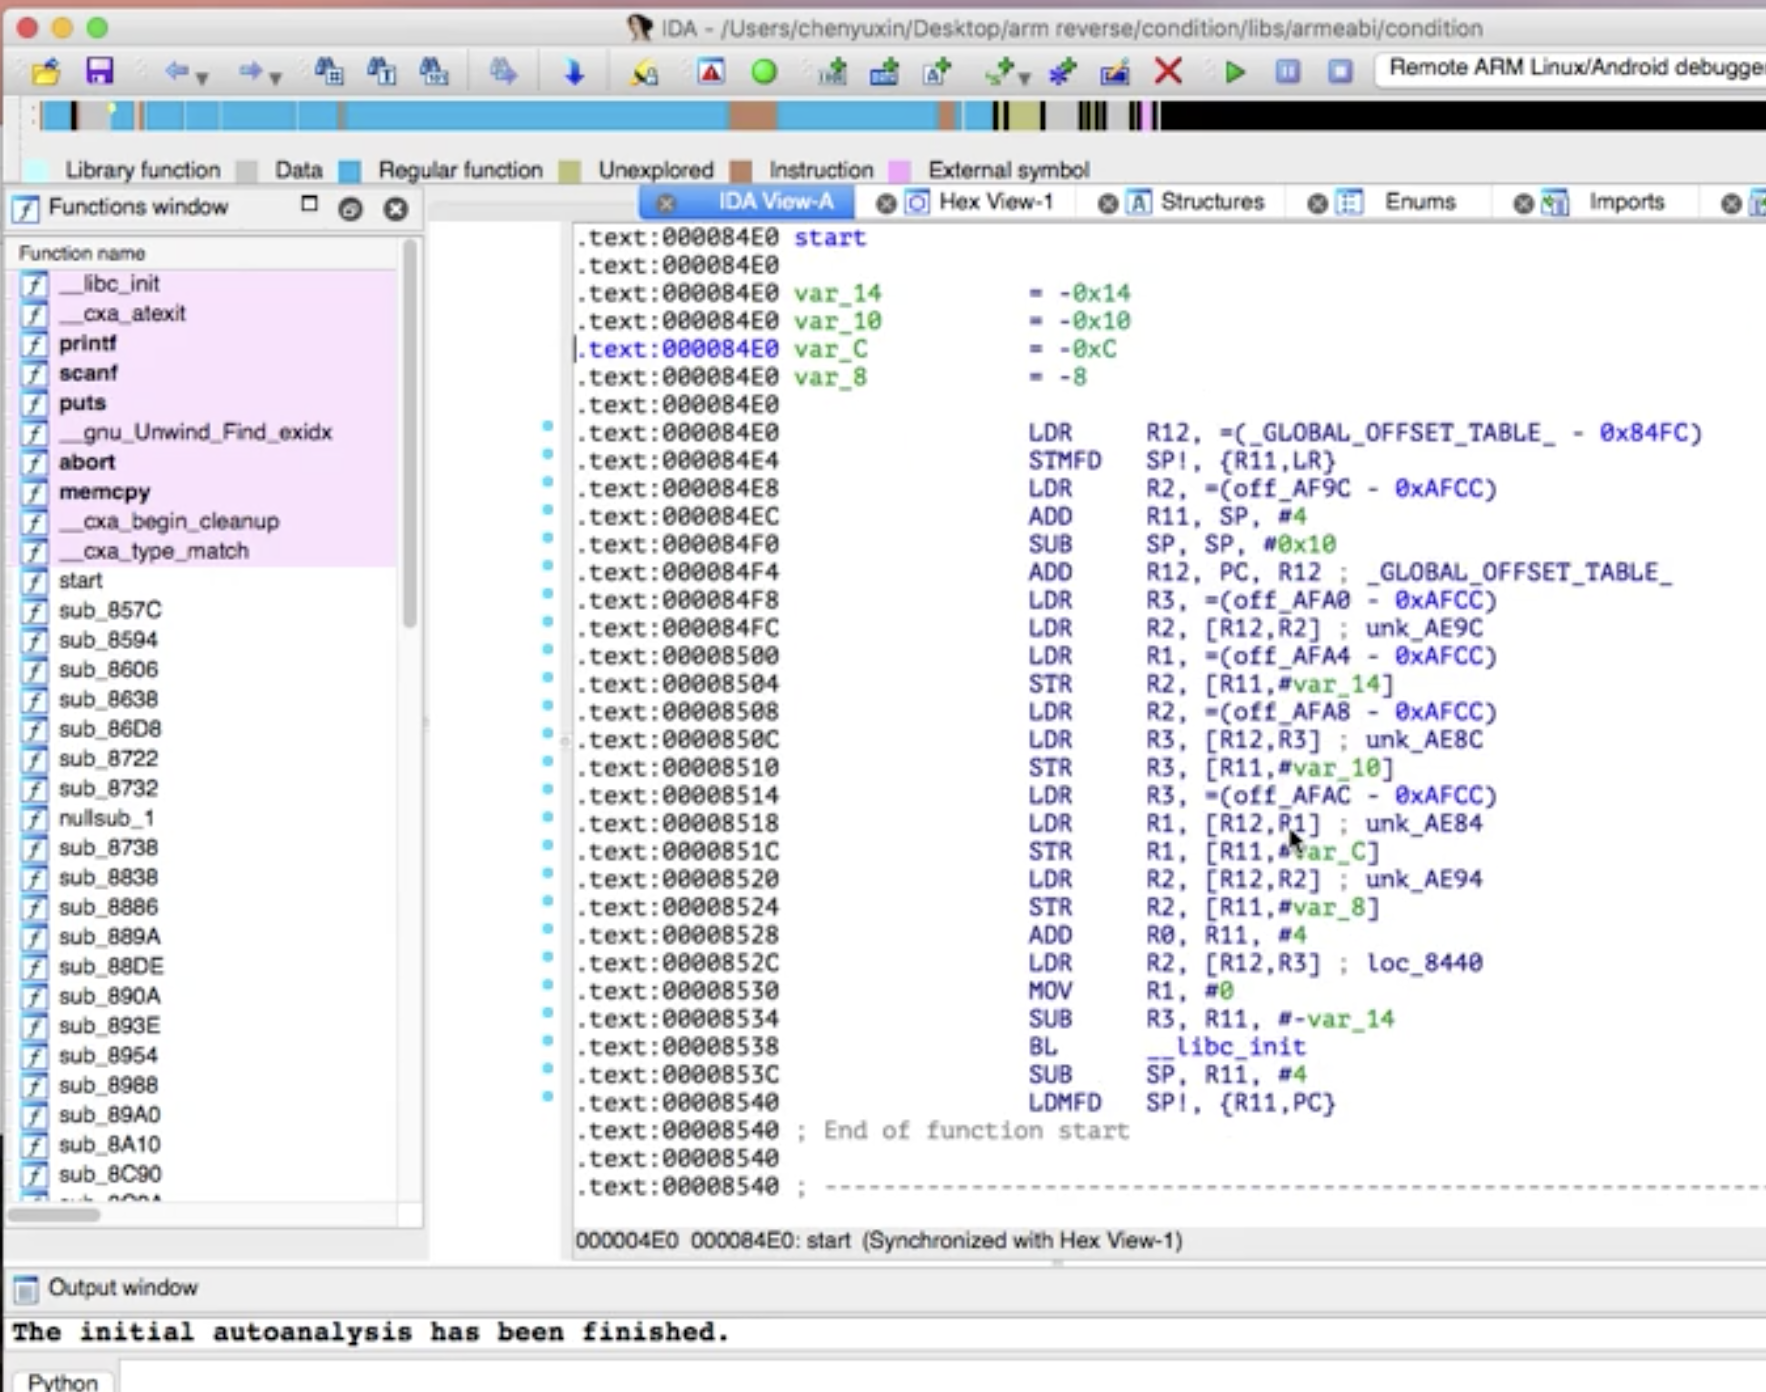 IDA - /Users/chenyuxin/Desktop/arm reverse/condition/libs/armeabi/condition
Remote ARM Linux/Android debugge
Library function Data Regular function Unexplored Instruction External symbol
Functions window
IDA View-A Hex View-1 Structures Enums Imports
Function name
__libc_init
__cxa_atexit
printf
scanf
puts
__gnu_Unwind_Find_exidx
abort
memcpy
__cxa_begin_cleanup
__cxa_type_match
start
sub_857C
sub_8594
sub_8606
sub_8638
sub_86D8
sub_8722
sub_8732
nullsub_1
sub_8738
sub_8838
sub_8886
sub_889A
sub_88DE
sub_890A
sub_893E
sub_8954
sub_8988
sub_89A0
sub_8A10
sub_8C90
.text:000084E0 start
.text:000084E0
.text:000084E0 var_14 = -0x14
.text:000084E0 var_10 = -0x10
.text:000084E0 var_C = -0xC
.text:000084E0 var_8 = -8
.text:000084E0
.text:000084E0 LDR R12, =(_GLOBAL_OFFSET_TABLE_ - 0x84FC)
.text:000084E4 STMFD SP!, {R11,LR}
.text:000084E8 LDR R2, =(off_AF9C - 0xAFCC)
.text:000084EC ADD R11, SP, #4
.text:000084F0 SUB SP, SP, #0x10
.text:000084F4 ADD R12, PC, R12 ; _GLOBAL_OFFSET_TABLE_
.text:000084F8 LDR R3, =(off_AFA0 - 0xAFCC)
.text:000084FC LDR R2, [R12,R2] ; unk_AE9C
.text:00008500 LDR R1, =(off_AFA4 - 0xAFCC)
.text:00008504 STR R2, [R11,#var_14]
.text:00008508 LDR R2, =(off_AFA8 - 0xAFCC)
.text:0000850C LDR R3, [R12,R3] ; unk_AE8C
.text:00008510 STR R3, [R11,#var_10]
.text:00008514 LDR R3, =(off_AFAC - 0xAFCC)
.text:00008518 LDR R1, [R12,R1] ; unk_AE84
.text:0000851C STR R1, [R11,#var_C]
.text:00008520 LDR R2, [R12,R2] ; unk_AE94
.text:00008524 STR R2, [R11,#var_8]
.text:00008528 ADD R0, R11, #4
.text:0000852C LDR R2, [R12,R3] ; loc_8440
.text:00008530 MOV R1, #0
.text:00008534 SUB R3, R11, #-var_14
.text:00008538 BL __libc_init
.text:0000853C SUB SP, R11, #4
.text:00008540 LDMFD SP!, {R11,PC}
.text:00008540 ; End of function start
.text:00008540
.text:00008540 ; ---------------------------------------------------------------------------
000004E0 000084E0: start (Synchronized with Hex View-1)
Output window
The initial autoanalysis has been finished.
Python